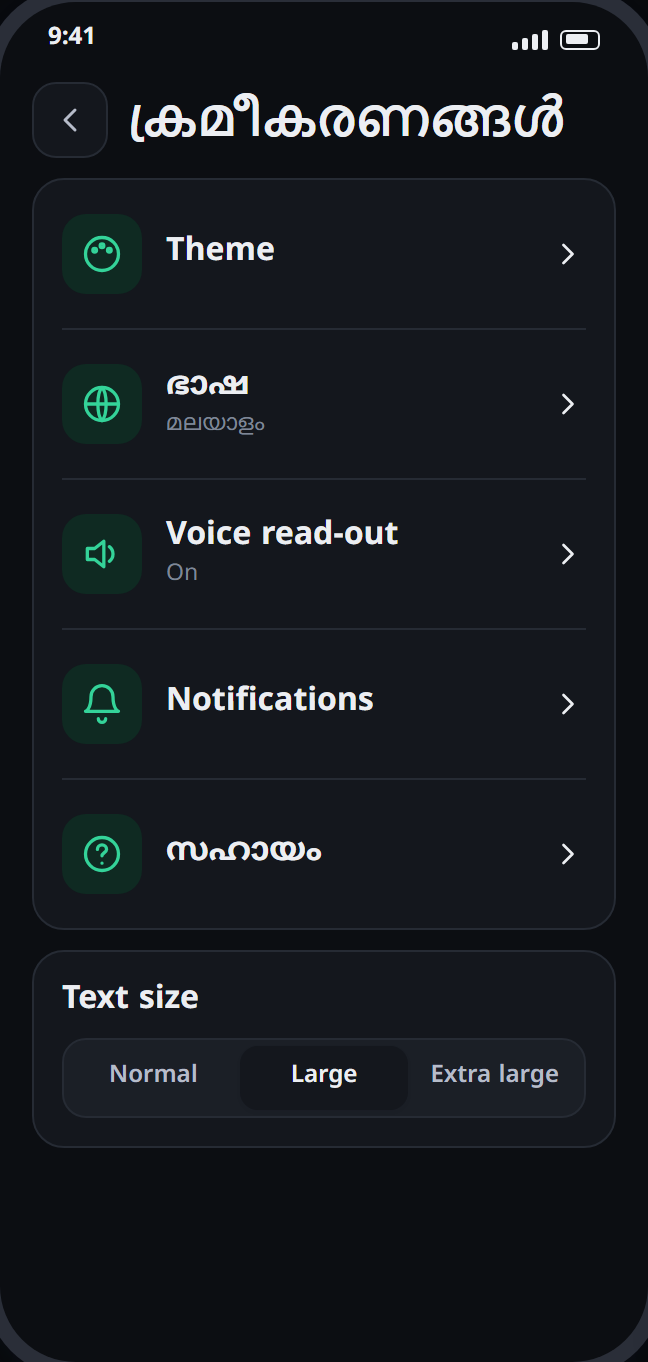 9:41
ക്രമീകരണങ്ങൾ
Theme
ഭാഷ
മലയാളം
Voice read-out
On
Notifications
സഹായം
Text size
Normal Large Extra large